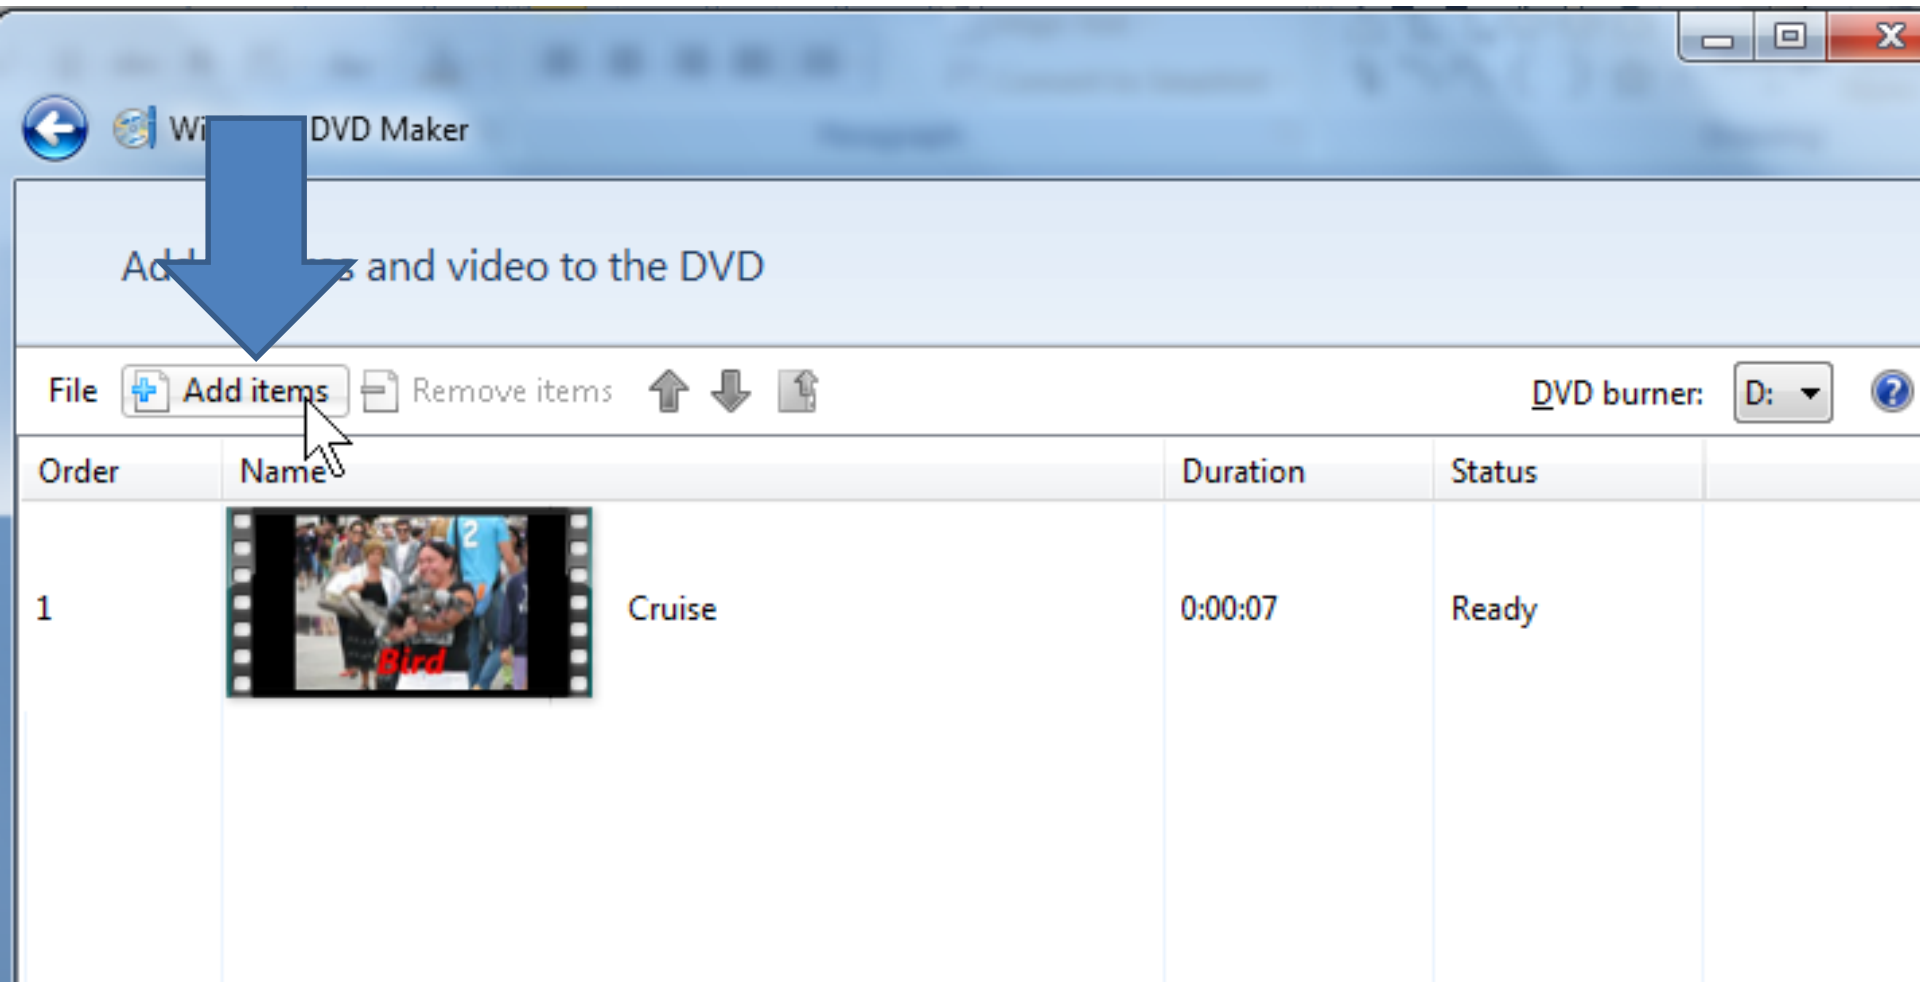 DVD Maker
and video to the DVD
File Add items Remove items DVD burner: D:
Order Name Duration Status
2
Bird
1 Cruise 0:00:07 Ready